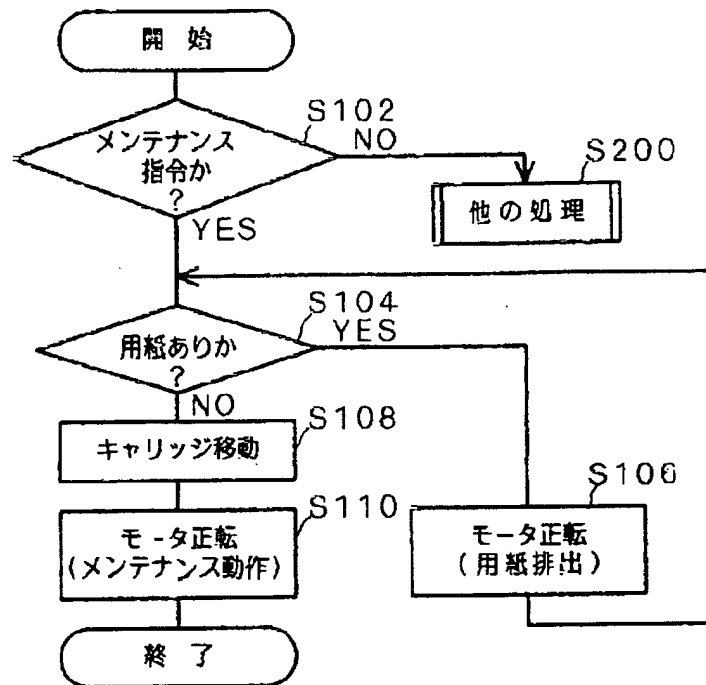 開始
S102
メンテナンス
指令か
?
NO
YES
S200
他の処理
S104
用紙ありか
?
YES
NO
S108
キャリッジ移動
S110
モータ正転
(メンテナンス動作)
S106
モータ正転
(用紙排出)
終了